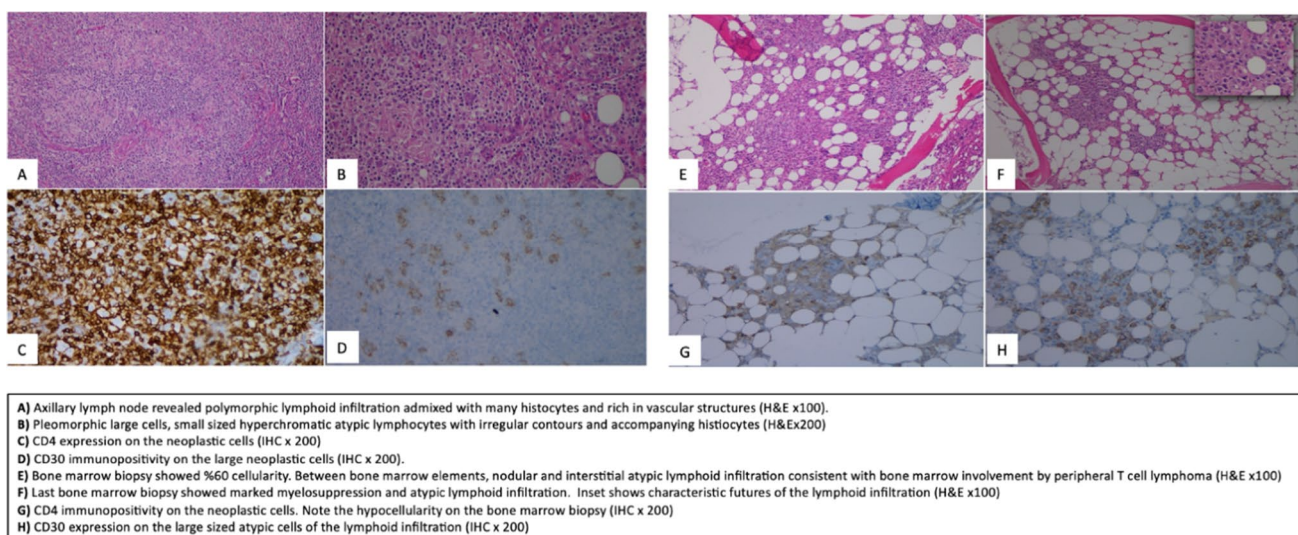 A
B
E
F
C
D
G
H
A) Axillary lymph node revealed polymorphic lymphoid infiltration admixed with many histocytes and rich in vascular structures (H&E x100).
B) Pleomorphic large cells, small sized hyperchromatic atypic lymphocytes with irregular contours and accompanying histiocytes (H&Ex200)
C) CD4 expression on the neoplastic cells (IHC x 200)
D) CD30 immunopositivity on the large neoplastic cells (IHC x 200).
E) Bone marrow biopsy showed %60 cellularity. Between bone marrow elements, nodular and interstitial atypic lymphoid infiltration consistent with bone marrow involvement by peripheral T cell lymphoma (H&E x100)
F) Last bone marrow biopsy showed marked myelosuppression and atypic lymphoid infiltration. Inset shows characteristic futures of the lymphoid infiltration (H&E x100)
G) CD4 immunopositivity on the neoplastic cells. Note the hypocellularity on the bone marrow biopsy (IHC x 200)
H) CD30 expression on the large sized atypic cells of the lymphoid infiltration (IHC x 200)